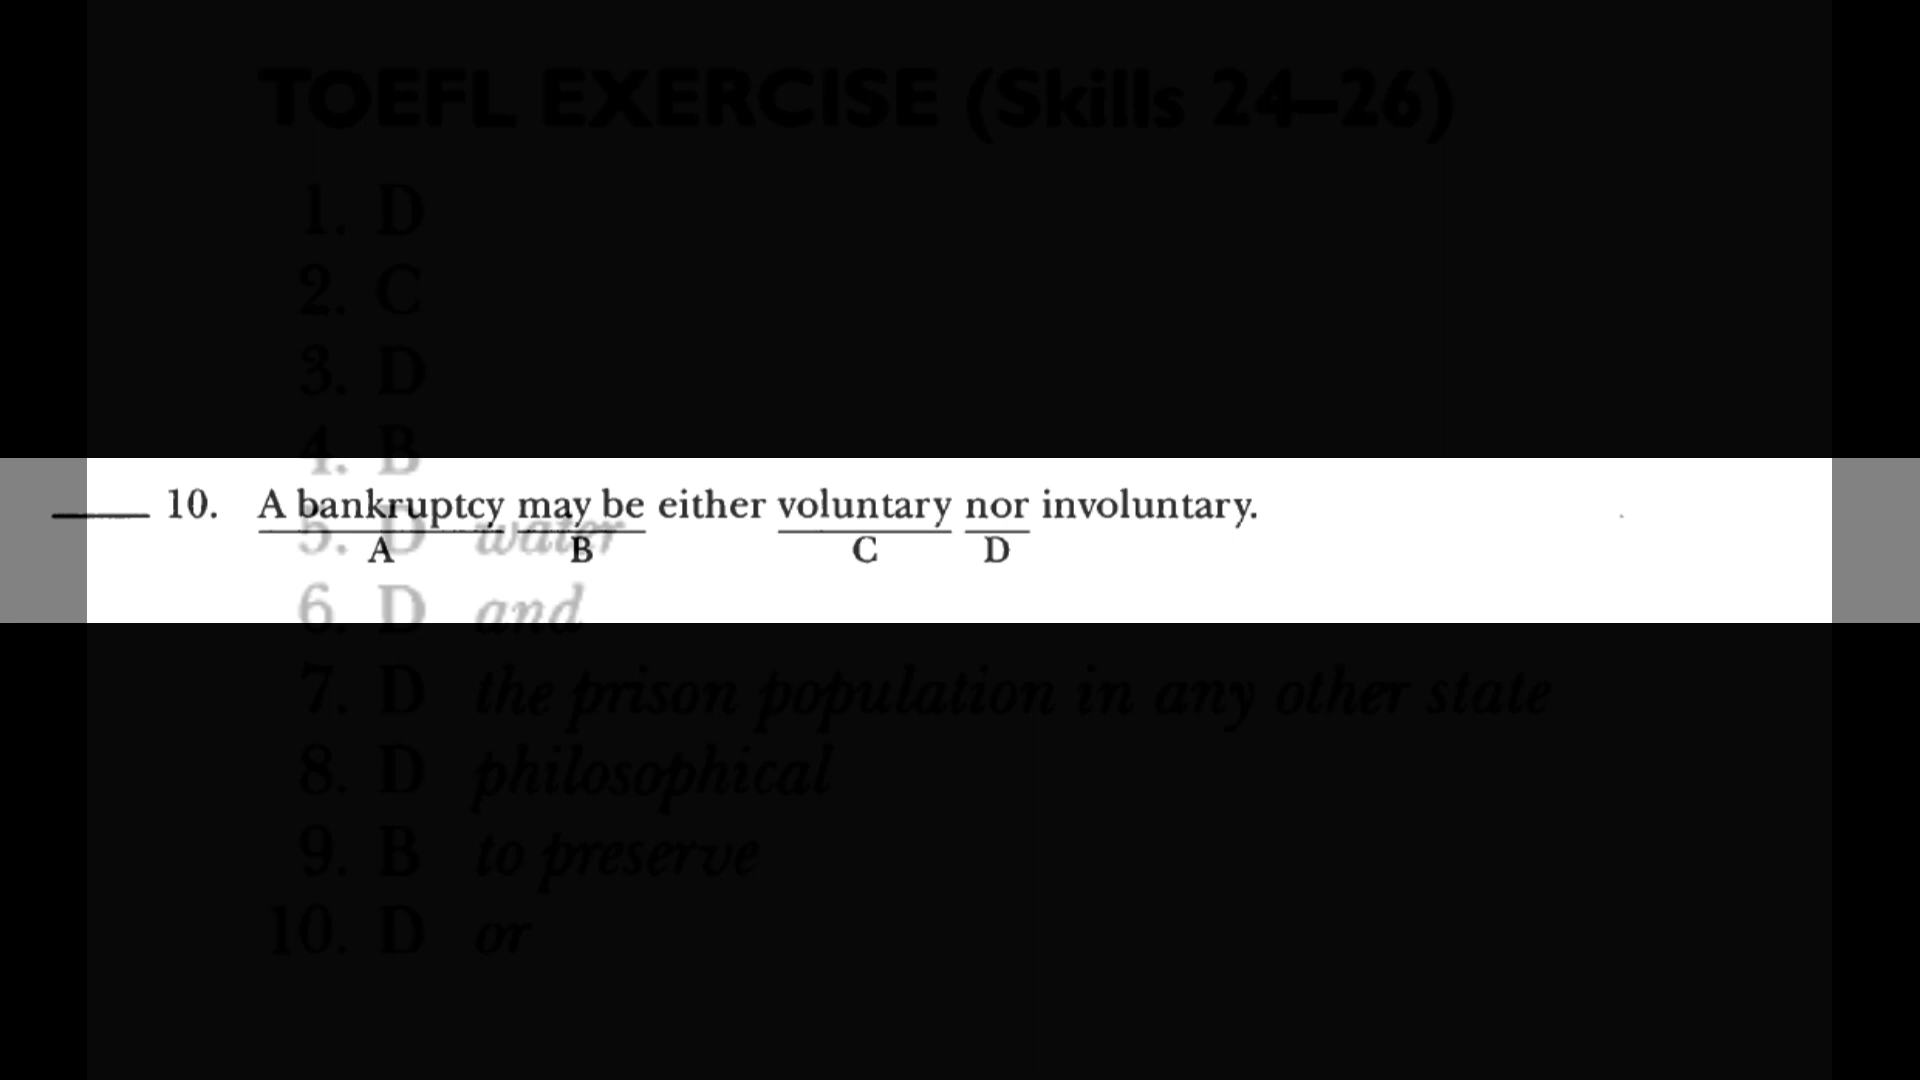 TOEFL EXERCISE (Skills 24–26)
1. D
2. C
3. D
4. B
10. A bankruptcy may be either voluntary nor involuntary.
A B C D
5. D water
6. D and
7. D the prison population in any other state
8. D philosophical
9. B to preserve
10. D or